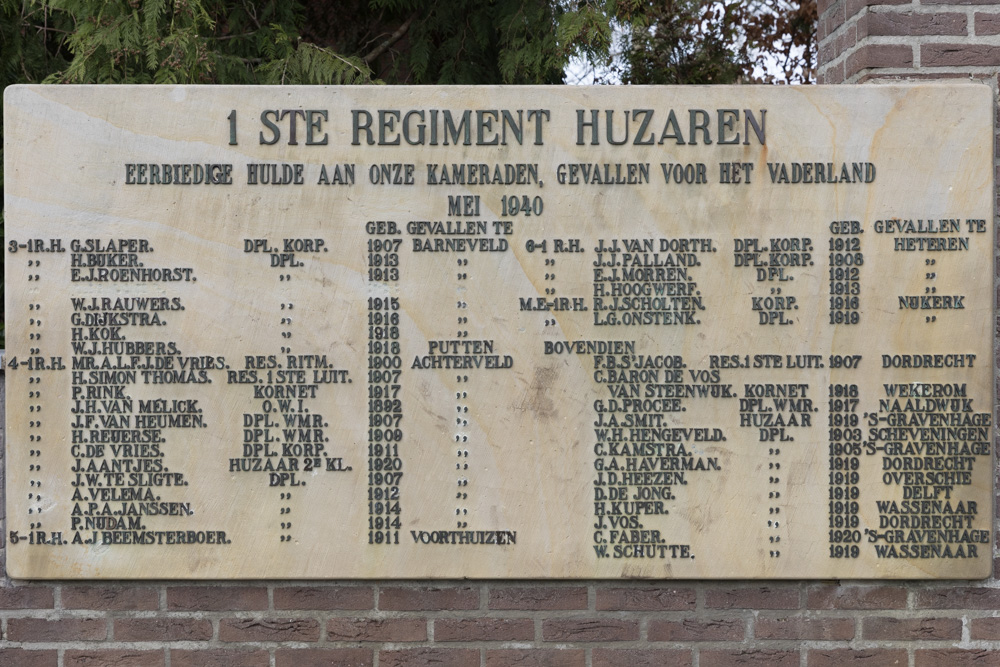 1 STE REGIMENT HUZAREN
EERBIEDIGE HULDE AAN ONZE KAMERADEN, GEVALLEN VOOR HET VADERLAND
MEI 1940
GEB. GEVALLEN TE
3-1R.H. G.SLAPER. DPL. KORP. 1907 BARNEVELD
„ H.BIJKER. DPL. 1913 „
„ E.J.ROENHORST. „ 1913 „
„ W.J.RAUWERS. „ 1915 „
„ G.DIJKSTRA. „ 1916 „
„ H.KOK. „ 1918 „
„ W.J.HUBBERS. „ 1918 PUTTEN
4-1R.H. MR.A.L.F.J.DE VRIES. RES. RITM. 1900 ACHTERVELD
„ H.SIMON THOMAS. RES. 1 STE LUIT. 1907 „
„ P.RINK. KORNET 1917 „
„ J.H.VAN MELICK. O.W.I. 1892 „
„ J.F.VAN HEUMEN. DPL. WMR. 1907 „
„ H.REIJERSE. DPL. WMR. 1909 „
„ C.DE VRIES. DPL. KORP. 1911 „
„ J.AANTJES. HUZAAR 2E KL. 1920 „
„ J.W.TE SLIGTE. DPL. 1907 „
„ A.VELEMA. „ 1912 „
„ A.P.A.JANSSEN. „ 1914 „
„ P.NIJDAM. „ 1914 „
5-1R.H. A.J BEEMSTERBOER. „ 1911 VOORTHUIZEN
GEB. GEVALLEN TE
6-1 R.H. J.J.VAN DORTH. DPL.KORP. 1912 HETEREN
„ J.J.PALLAND. DPL.KORP. 1908 „
„ E.J.MORREN. DPL. 1912 „
„ H.HOOGWERF. „ 1913 „
M.E-1R.H. R.J.SCHOLTEN. KORP. 1916 NIJKERK
„ L.G.ONSTENK. DPL. 1919 „
BOVENDIEN
F.B.S'JACOB. RES.1 STE LUIT. 1907 DORDRECHT
C.BARON DE VOS
VAN STEENWIJK. KORNET 1918 WEKEROM
G.D.PROCEE. DPL.WMR. 1917 NAALDWIJK
J.A.SMIT. HUZAAR 1919 'S-GRAVENHAGE
W.H.HENGEVELD. DPL. 1903 SCHEVENINGEN
C.KAMSTRA. „ 1905 'S-GRAVENHAGE
G.A.HAVERMAN. „ 1919 DORDRECHT
J.D.HEEZEN. „ 1919 OVERSCHIE
D.DE JONG. „ 1919 DELFT
H.KUPER. „ 1919 WASSENAAR
J.VOS. „ 1919 DORDRECHT
C.FABER. „ 1920 'S-GRAVENHAGE
W.SCHUTTE. „ 1919 WASSENAAR